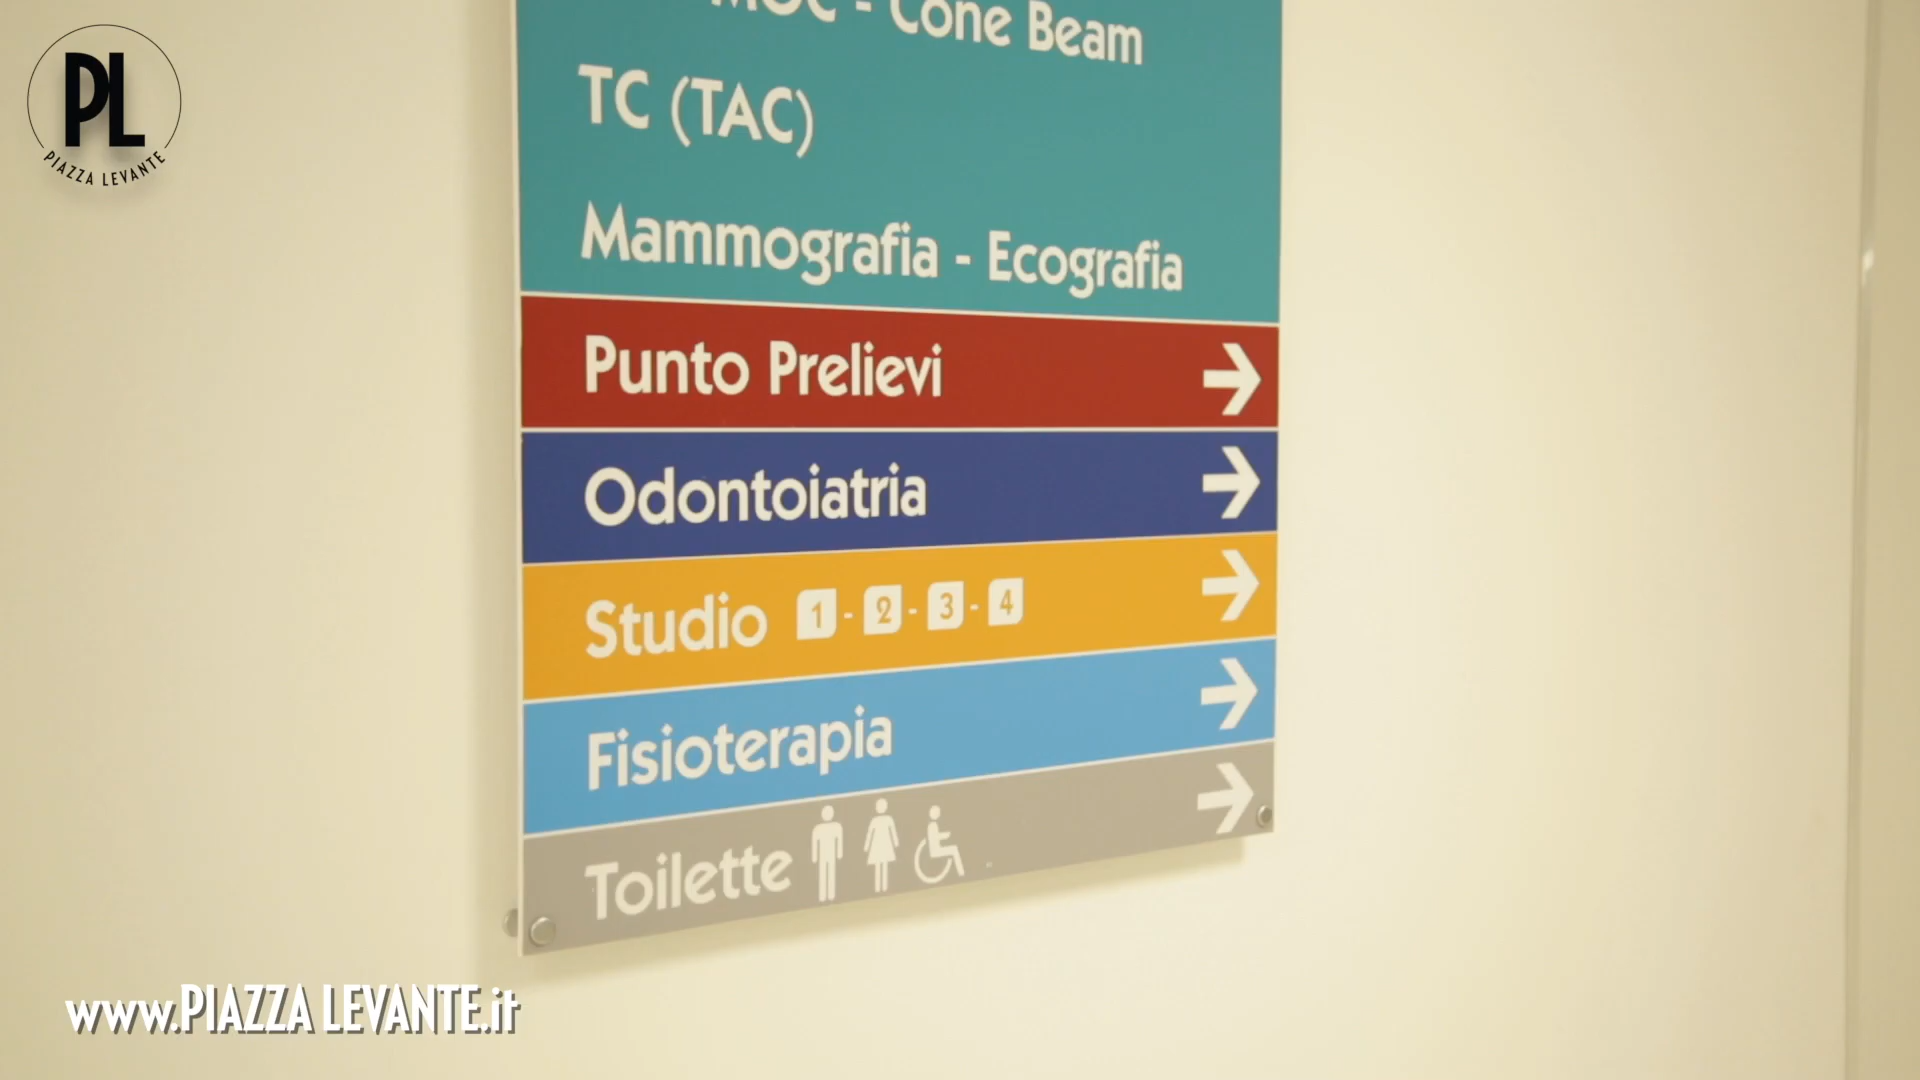 PL
PIAZZA LEVANTE
MOC - Cone Beam
TC (TAC)
Mammografia - Ecografia
Punto Prelievi
Odontoiatria
Studio 1 - 2 - 3 - 4
Fisioterapia
Toilette
www.PIAZZA LEVANTE.it